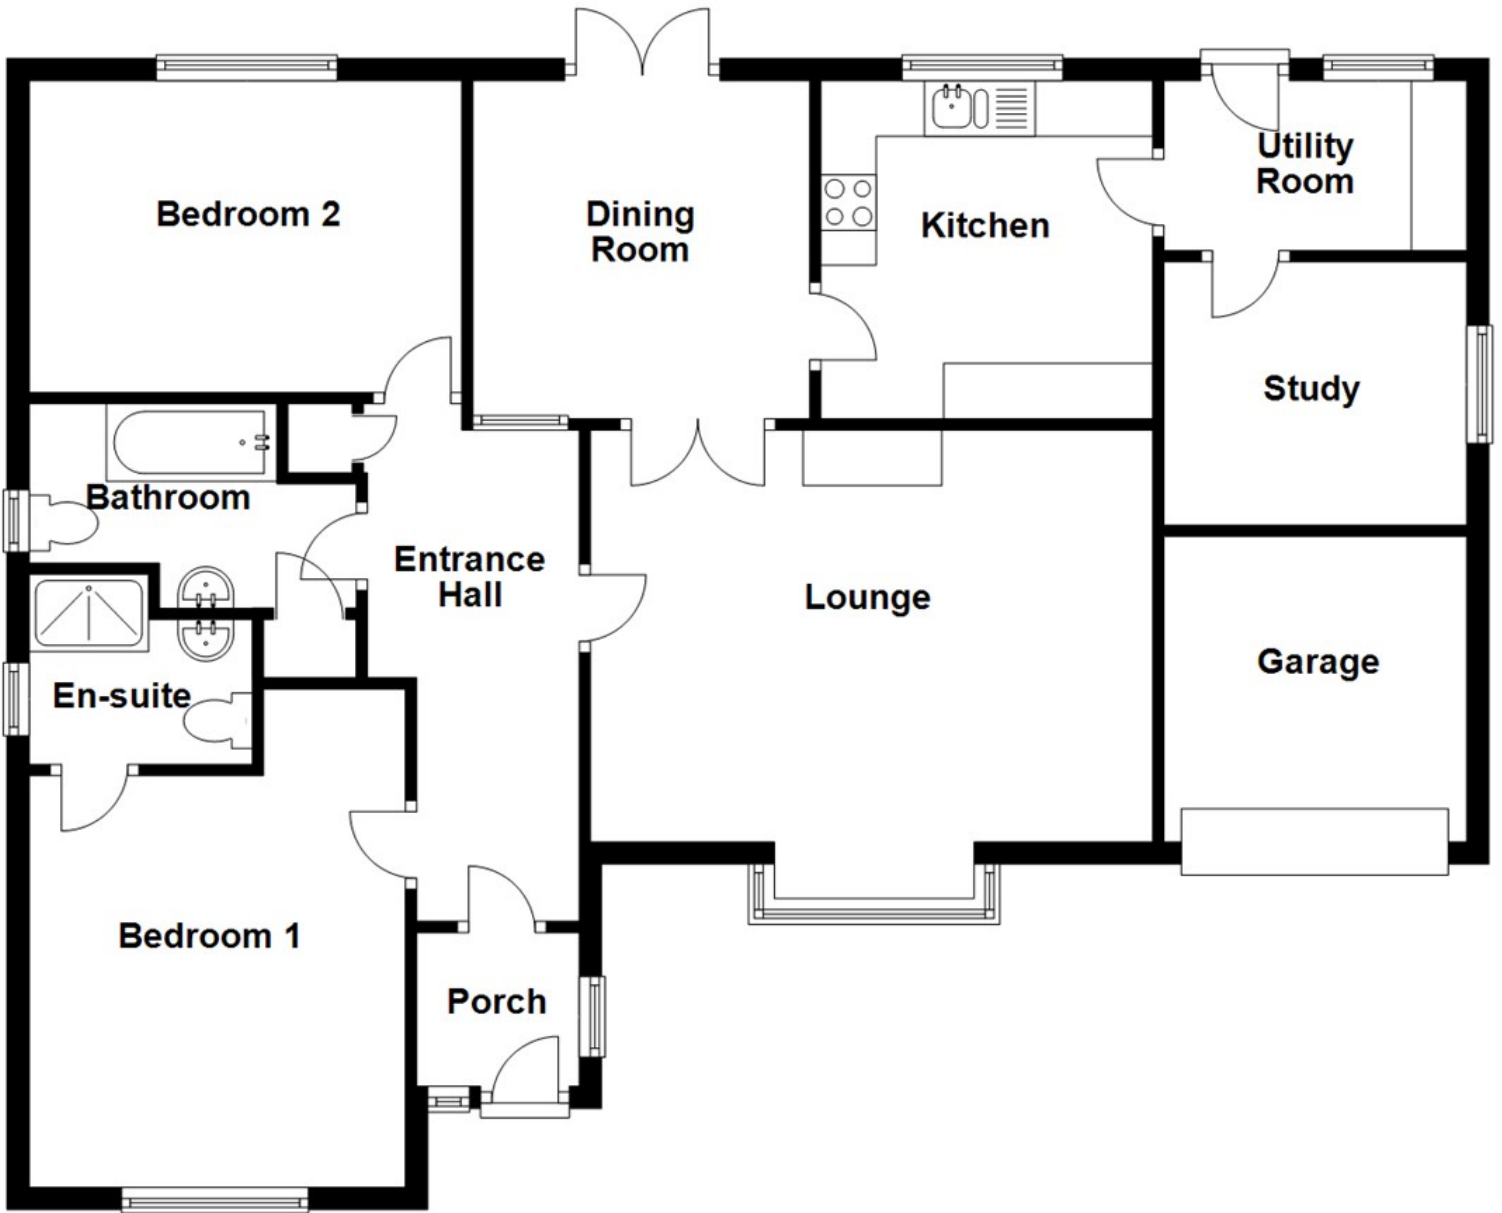 Bedroom 2
Dining
Room
Kitchen
Utility
Room
Study
Bathroom
Entrance
Hall
Lounge
Garage
En-suite
Bedroom 1
Porch